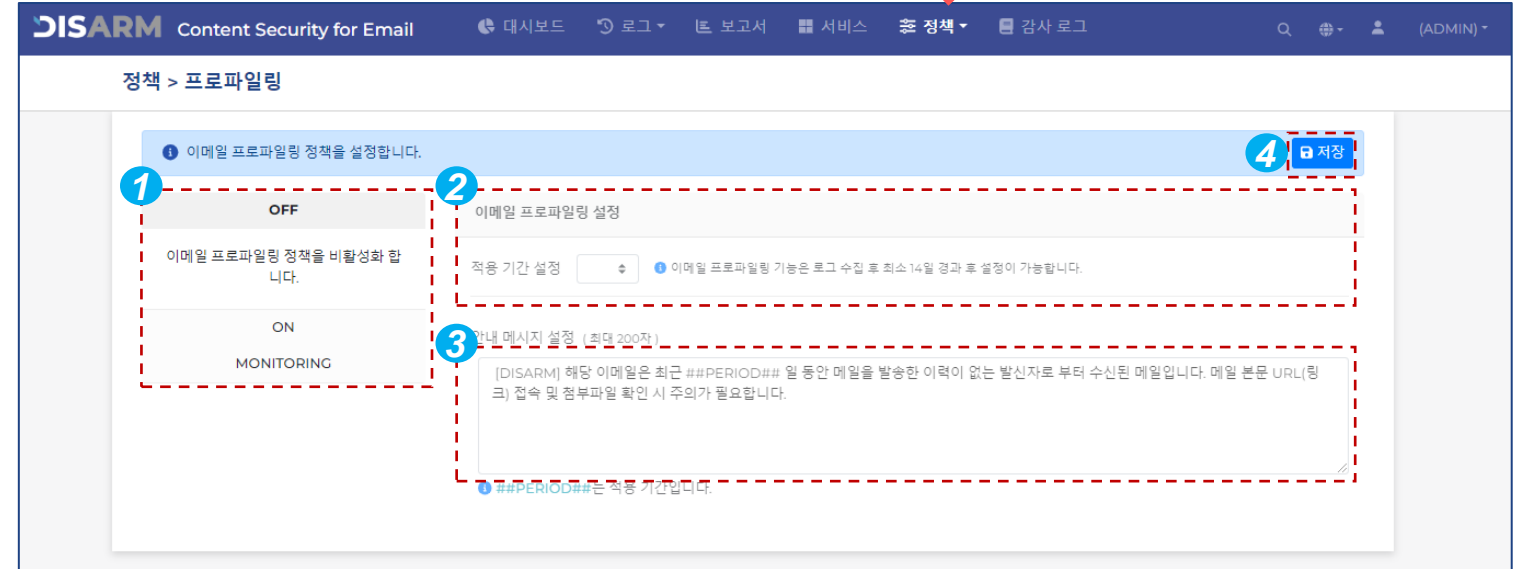 DISARM Content Security for Email 대시보드 로그 보고서 서비스 정책 감사 로그 (ADMIN)
정책 > 프로파일링
이메일 프로파일링 정책을 설정합니다.
4 저장
1
OFF
이메일 프로파일링 정책을 비활성화 합
니다.
ON
MONITORING
2
이메일 프로파일링 설정
적용 기간 설정 이메일 프로파일링 기능은 로그 수집 후 최소 14일 경과 후 설정이 가능합니다.
3
안내 메시지 설정 ( 최대 200자 )
[DISARM] 해당 이메일은 최근 ##PERIOD## 일 동안 메일을 발송한 이력이 없는 발신자로 부터 수신된 메일입니다. 메일 본문 URL(링
크) 접속 및 첨부파일 확인 시 주의가 필요합니다.
##PERIOD##는 적용 기간입니다.